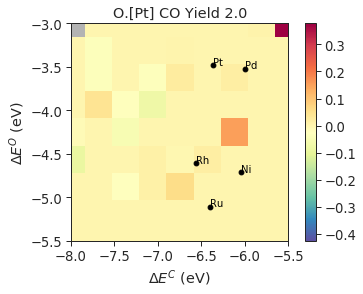 O.[Pt] CO Yield 2.0
−3.0
−3.5
−4.0
−4.5
−5.0
−5.5
ΔE^O (eV)
Pt
Pd
Rh
Ni
Ru
−8.0 −7.5 −7.0 −6.5 −6.0 −5.5
ΔE^C (eV)
0.3
0.2
0.1
0.0
−0.1
−0.2
−0.3
−0.4